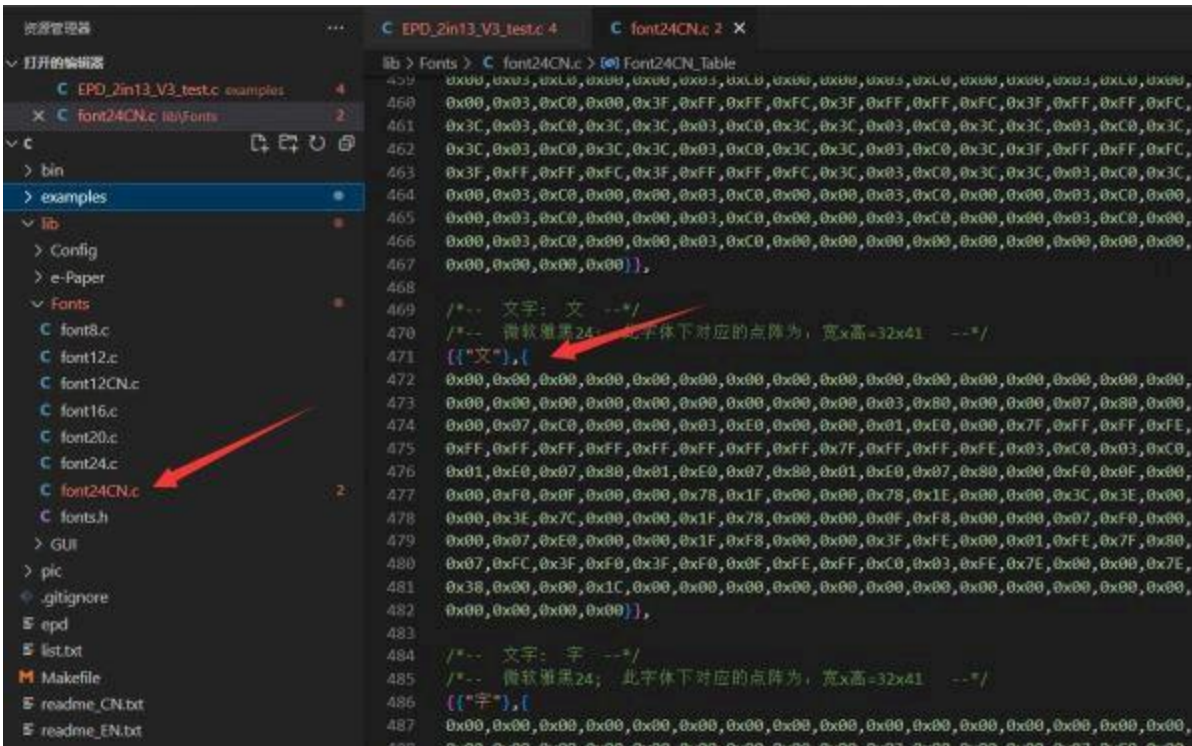 资源管理器
···
打开的编辑器
C EPD_2in13_V3_test.c examples 4
× C font24CN.c lib\Fonts 2
C
bin
examples
lib
Config
e-Paper
Fonts
C font8.c
C font12.c
C font12CN.c
C font16.c
C font20.c
C font24.c
C font24CN.c 2
C fonts.h
GUI
pic
.gitignore
epd
list.txt
M Makefile
readme_CN.txt
readme_EN.txt
C EPD_2in13_V3_test.c 4
C font24CN.c 2 ×
lib > Fonts > C font24CN.c > Font24CN_Table
459 0x00,0x03,0xC0,0x00,0x00,0x03,0xC0,0x00,0x00,0x03,0xC0,0x00,0x00,0x03,0xC0,0x00,
460 0x00,0x03,0xC0,0x00,0x3F,0xFF,0xFF,0xFC,0x3F,0xFF,0xFF,0xFC,0x3F,0xFF,0xFF,0xFC,
461 0x3C,0x03,0xC0,0x3C,0x3C,0x03,0xC0,0x3C,0x3C,0x03,0xC0,0x3C,0x3C,0x03,0xC0,0x3C,
462 0x3C,0x03,0xC0,0x3C,0x3C,0x03,0xC0,0x3C,0x3C,0x03,0xC0,0x3C,0x3F,0xFF,0xFF,0xFC,
463 0x3F,0xFF,0xFF,0xFC,0x3F,0xFF,0xFF,0xFC,0x3C,0x03,0xC0,0x3C,0x3C,0x03,0xC0,0x3C,
464 0x00,0x03,0xC0,0x00,0x00,0x03,0xC0,0x00,0x00,0x03,0xC0,0x00,0x00,0x03,0xC0,0x00,
465 0x00,0x03,0xC0,0x00,0x00,0x03,0xC0,0x00,0x00,0x03,0xC0,0x00,0x00,0x03,0xC0,0x00,
466 0x00,0x03,0xC0,0x00,0x00,0x03,0xC0,0x00,0x00,0x00,0x00,0x00,0x00,0x00,0x00,0x00,
467 0x00,0x00,0x00,0x00}},
468
469 /*-- 文字: 文 --*/
470 /*-- 微软雅黑24; 此字体下对应的点阵为：宽x高=32x41 --*/
471 {{"文"},{
472 0x00,0x00,0x00,0x00,0x00,0x00,0x00,0x00,0x00,0x00,0x00,0x00,0x00,0x00,0x00,0x00,
473 0x00,0x00,0x00,0x00,0x00,0x00,0x00,0x00,0x00,0x03,0x80,0x00,0x00,0x07,0x80,0x00,
474 0x00,0x07,0xC0,0x00,0x00,0x03,0xE0,0x00,0x00,0x01,0xE0,0x00,0x7F,0xFF,0xFF,0xFE,
475 0xFF,0xFF,0xFF,0xFF,0xFF,0xFF,0xFF,0xFF,0x7F,0xFF,0xFF,0xFE,0x03,0xC0,0x03,0xC0,
476 0x01,0xE0,0x07,0x80,0x01,0xE0,0x07,0x80,0x01,0xE0,0x07,0x80,0x00,0xF0,0x0F,0x00,
477 0x00,0xF0,0x0F,0x00,0x00,0x78,0x1F,0x00,0x00,0x78,0x1E,0x00,0x00,0x3C,0x3E,0x00,
478 0x00,0x3E,0x7C,0x00,0x00,0x1F,0x78,0x00,0x00,0x0F,0xF8,0x00,0x00,0x07,0xF0,0x00,
479 0x00,0x07,0xE0,0x00,0x00,0x1F,0xF8,0x00,0x00,0x3F,0xFE,0x00,0x01,0xFE,0x7F,0x80,
480 0x07,0xFC,0x3F,0xF0,0x3F,0xF0,0x0F,0xFE,0xFF,0xC0,0x03,0xFE,0x7E,0x00,0x00,0x7E,
481 0x38,0x00,0x00,0x1C,0x00,0x00,0x00,0x00,0x00,0x00,0x00,0x00,0x00,0x00,0x00,0x00,
482 0x00,0x00,0x00,0x00}},
483
484 /*-- 文字: 字 --*/
485 /*-- 微软雅黑24; 此字体下对应的点阵为：宽x高=32x41 --*/
486 {{"字"},{
487 0x00,0x00,0x00,0x00,0x00,0x00,0x00,0x00,0x00,0x00,0x00,0x00,0x00,0x00,0x00,0x00,